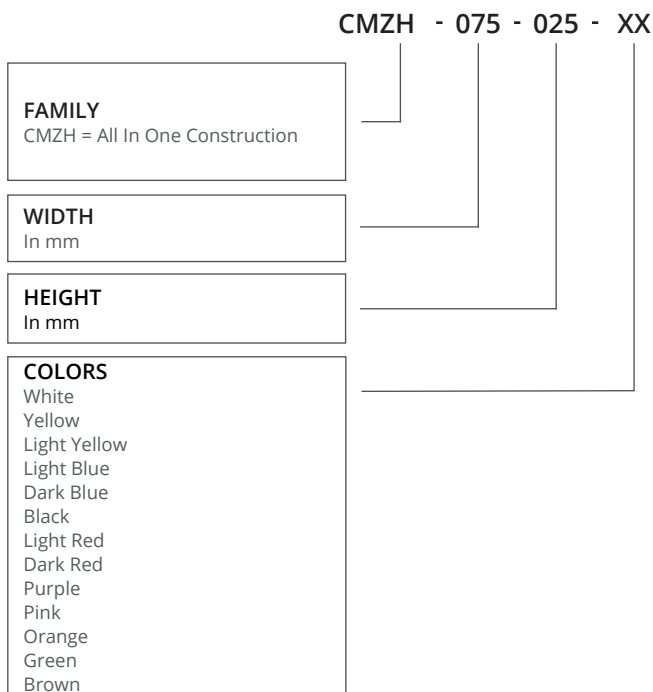 CMZH - 075 - 025 - XX
FAMILY
CMZH = All In One Construction
WIDTH
In mm
HEIGHT
In mm
COLORS
White
Yellow
Light Yellow
Light Blue
Dark Blue
Black
Light Red
Dark Red
Purple
Pink
Orange
Green
Brown